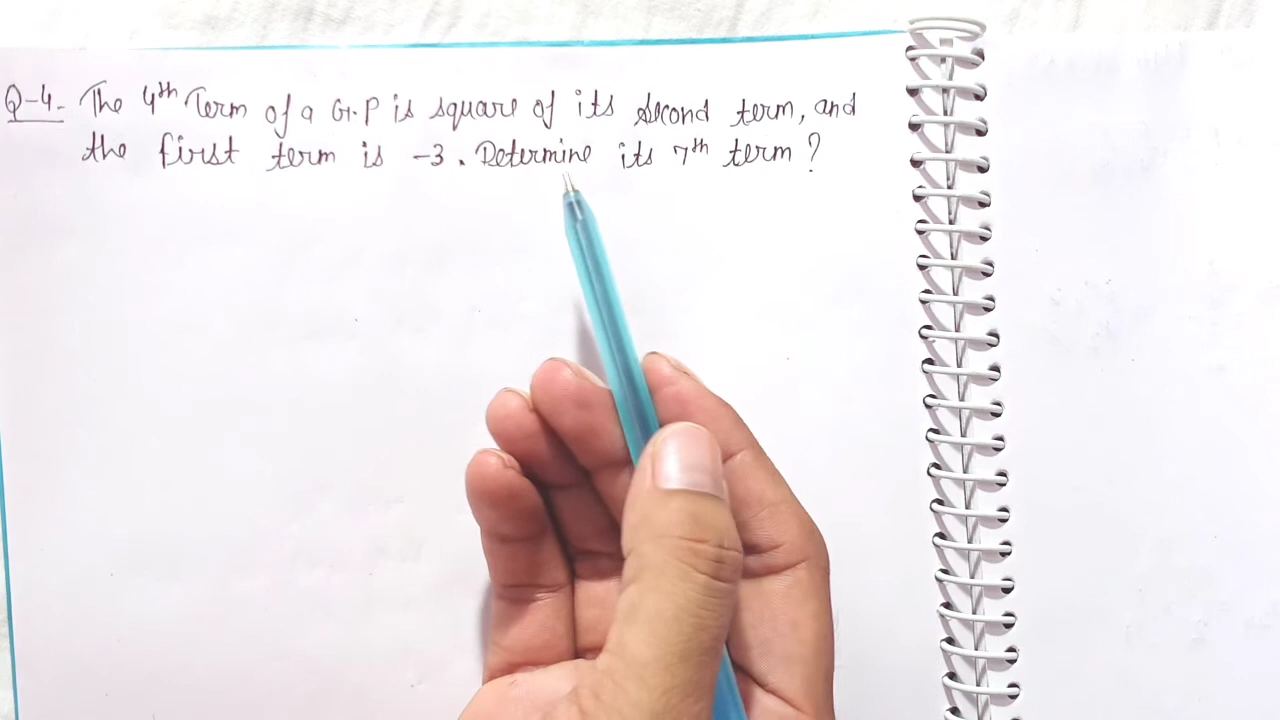 Q-4. The 4th Term of a G.P is square of its second term, and
the first term is -3. Determine its 7th term?